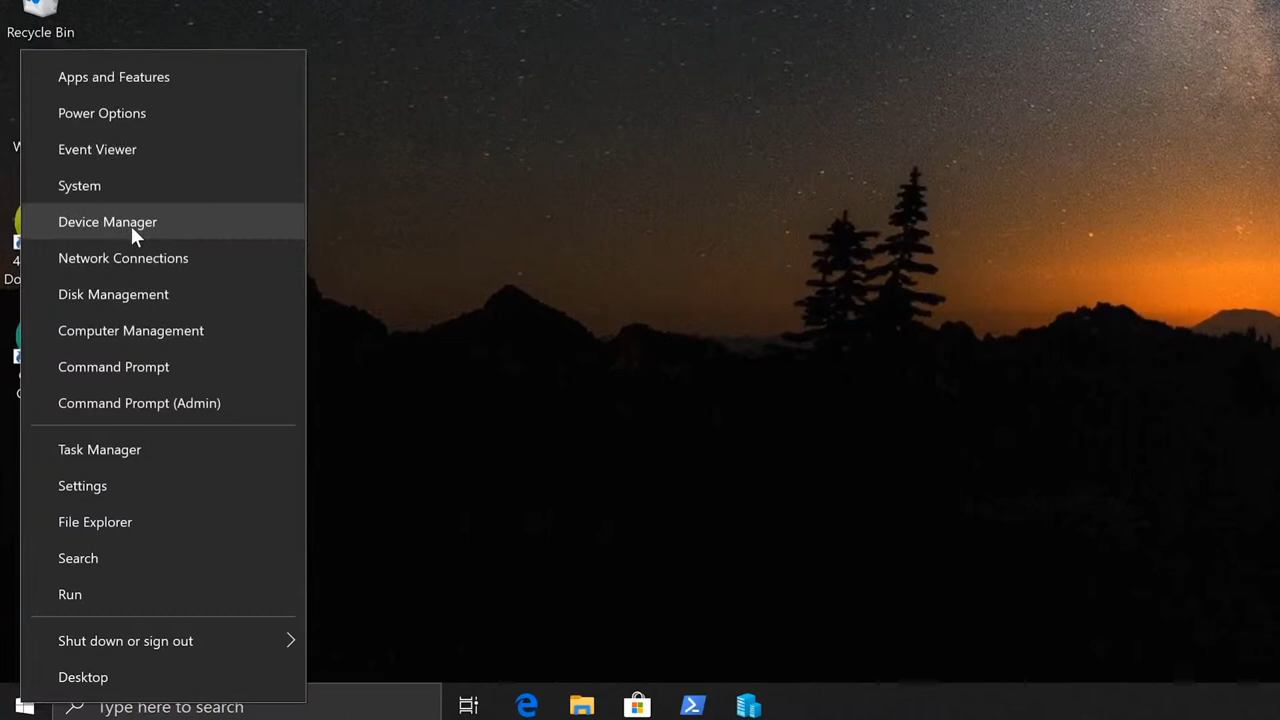 Recycle Bin
Apps and Features
Power Options
Event Viewer
System
Device Manager
Network Connections
Disk Management
Computer Management
Command Prompt
Command Prompt (Admin)
Task Manager
Settings
File Explorer
Search
Run
Shut down or sign out
Desktop
Type here to search